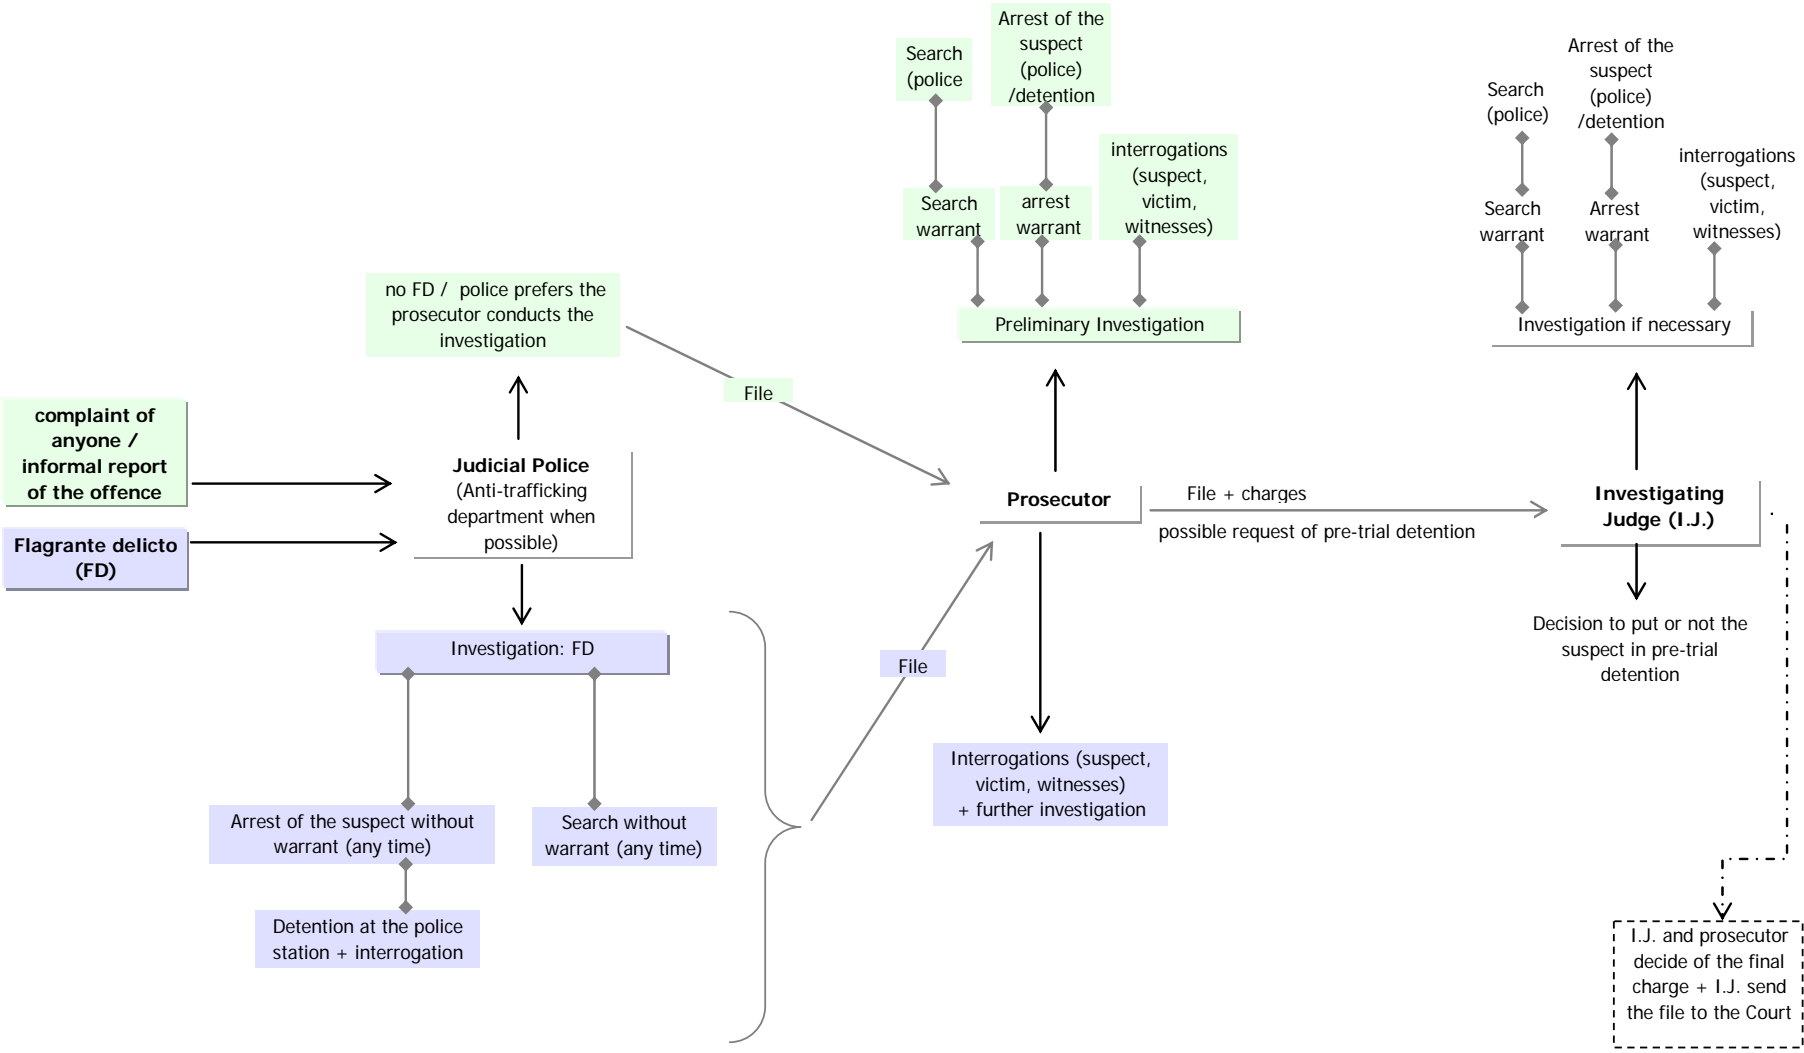 complaint of
anyone /
informal report
of the offence
Flagrante delicto
(FD)
no FD / police prefers the
prosecutor conducts the
investigation
Judicial Police
(Anti-trafficking
department when
possible)
Investigation: FD
Arrest of the suspect without
warrant (any time)
Search without
warrant (any time)
Detention at the police
station + interrogation
File
File
Search
(police
Arrest of the
suspect
(police)
/detention
interrogations
(suspect,
victim,
witnesses)
Search
warrant
arrest
warrant
Preliminary Investigation
Prosecutor
Interrogations (suspect,
victim, witnesses)
+ further investigation
File + charges
possible request of pre-trial detention
Search
(police)
Arrest of the
suspect
(police)
/detention
interrogations
(suspect,
victim,
witnesses)
Search
warrant
Arrest
warrant
Investigation if necessary
Investigating
Judge (I.J.)
Decision to put or not the
suspect in pre-trial
detention
I.J. and prosecutor
decide of the final
charge + I.J. send
the file to the Court